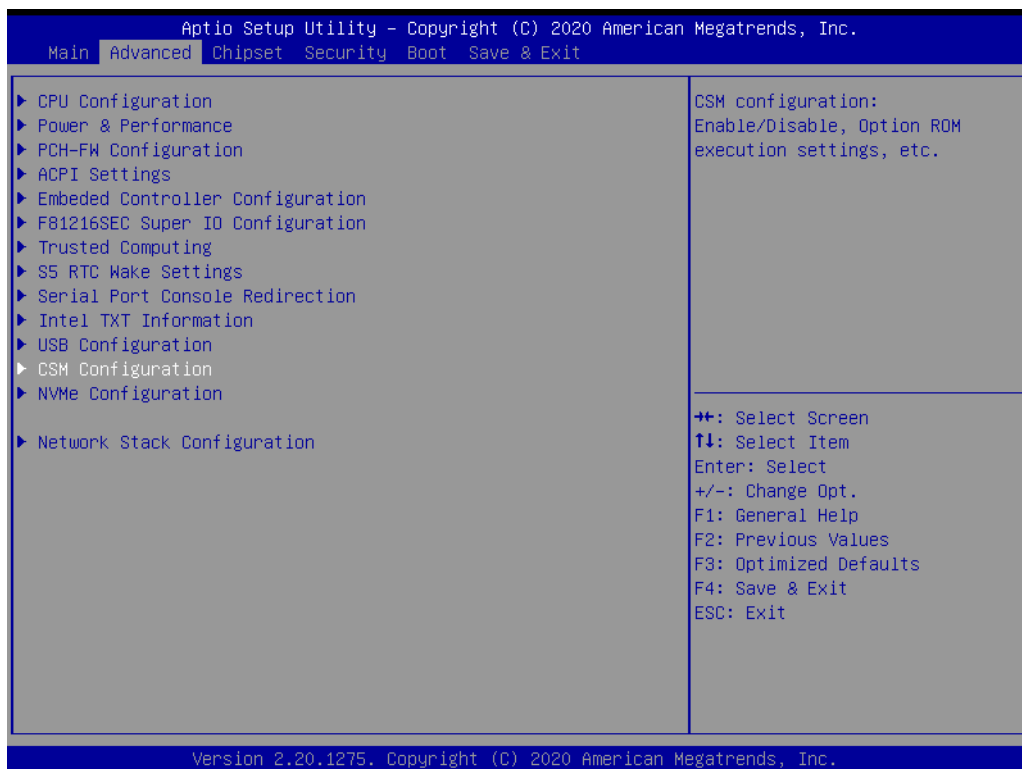 Aptio Setup Utility – Copyright (C) 2020 American Megatrends, Inc.
Main Advanced Chipset Security Boot Save & Exit
▶ CPU Configuration
▶ Power & Performance
▶ PCH-FW Configuration
▶ ACPI Settings
▶ Embeded Controller Configuration
▶ F81216SEC Super IO Configuration
▶ Trusted Computing
▶ S5 RTC Wake Settings
▶ Serial Port Console Redirection
▶ Intel TXT Information
▶ USB Configuration
▶ CSM Configuration
▶ NVMe Configuration
▶ Network Stack Configuration
CSM configuration:
Enable/Disable, Option ROM
execution settings, etc.
→←: Select Screen
↑↓: Select Item
Enter: Select
+/-: Change Opt.
F1: General Help
F2: Previous Values
F3: Optimized Defaults
F4: Save & Exit
ESC: Exit
Version 2.20.1275. Copyright (C) 2020 American Megatrends, Inc.